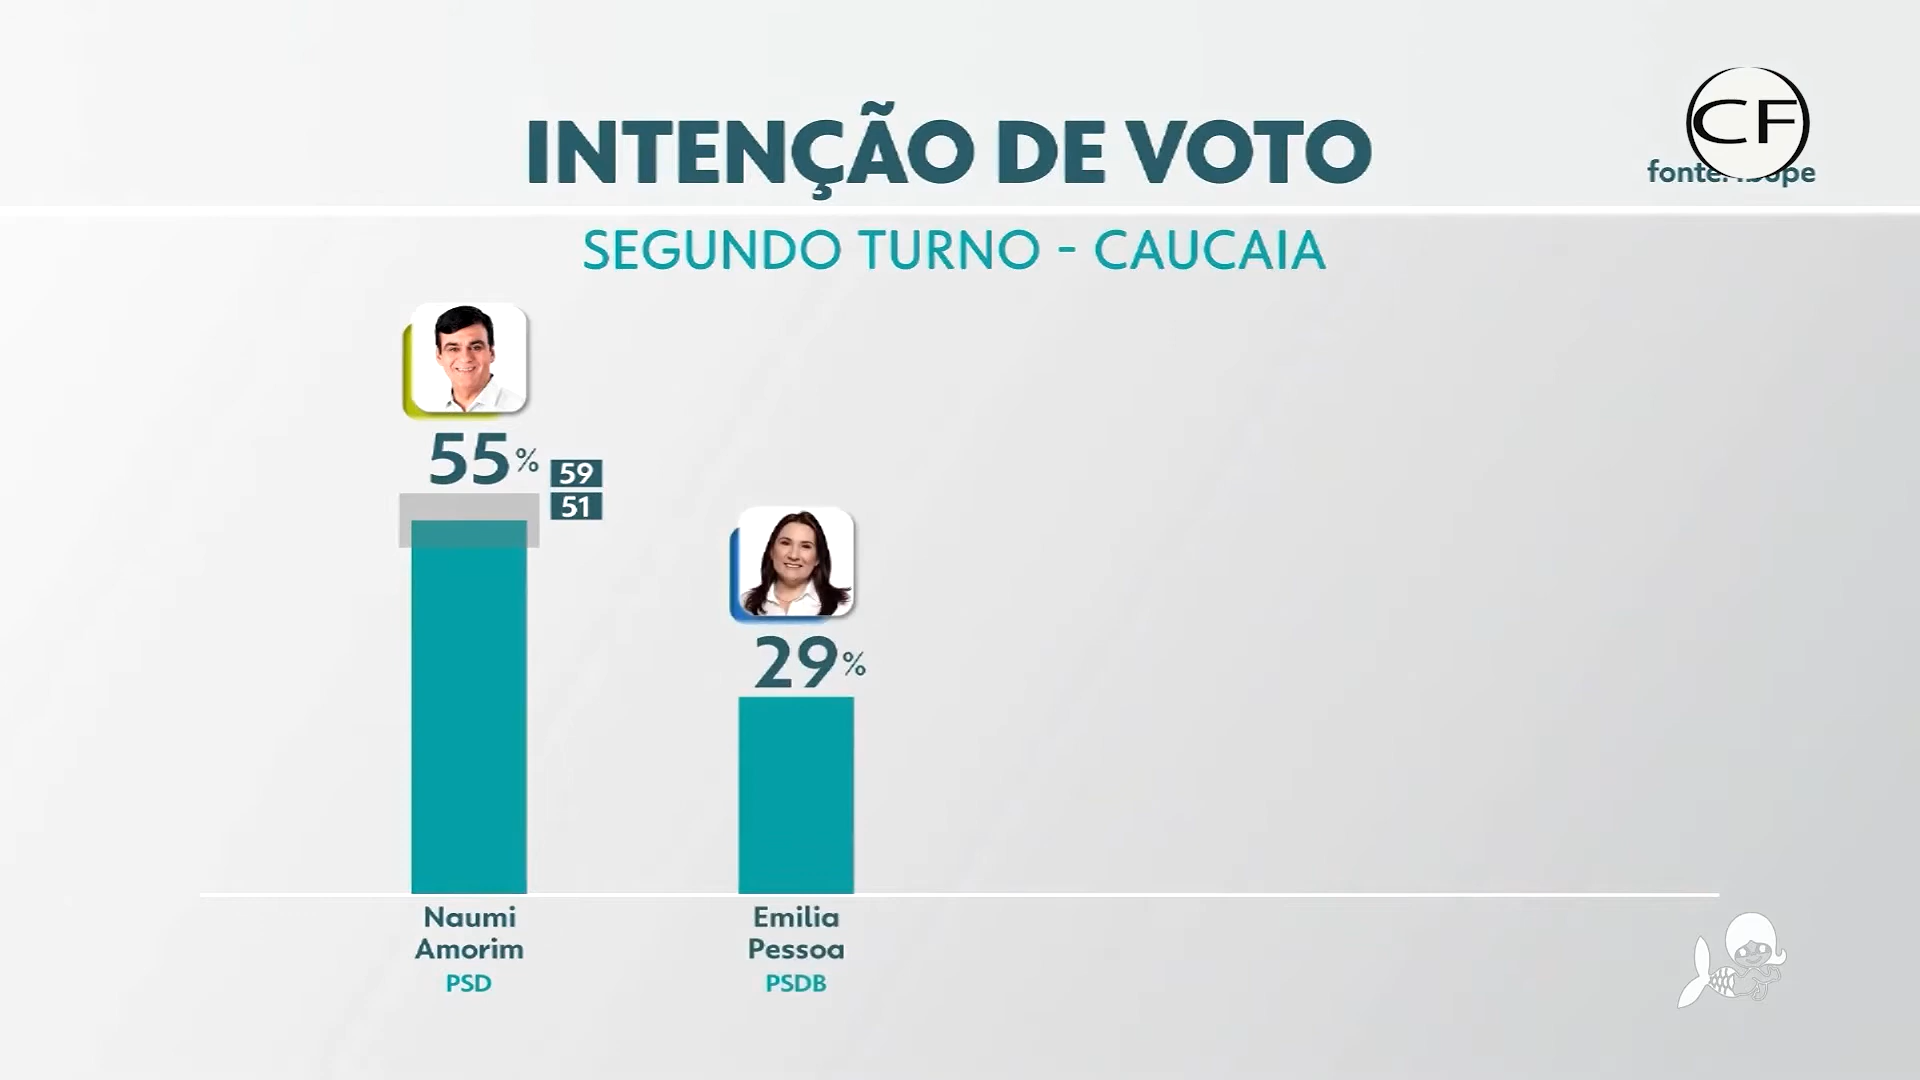 INTENÇÃO DE VOTO
CF
SEGUNDO TURNO - CAUCAIA
55%
59
51
29%
Naumi
Amorim
PSD
Emilia
Pessoa
PSDB